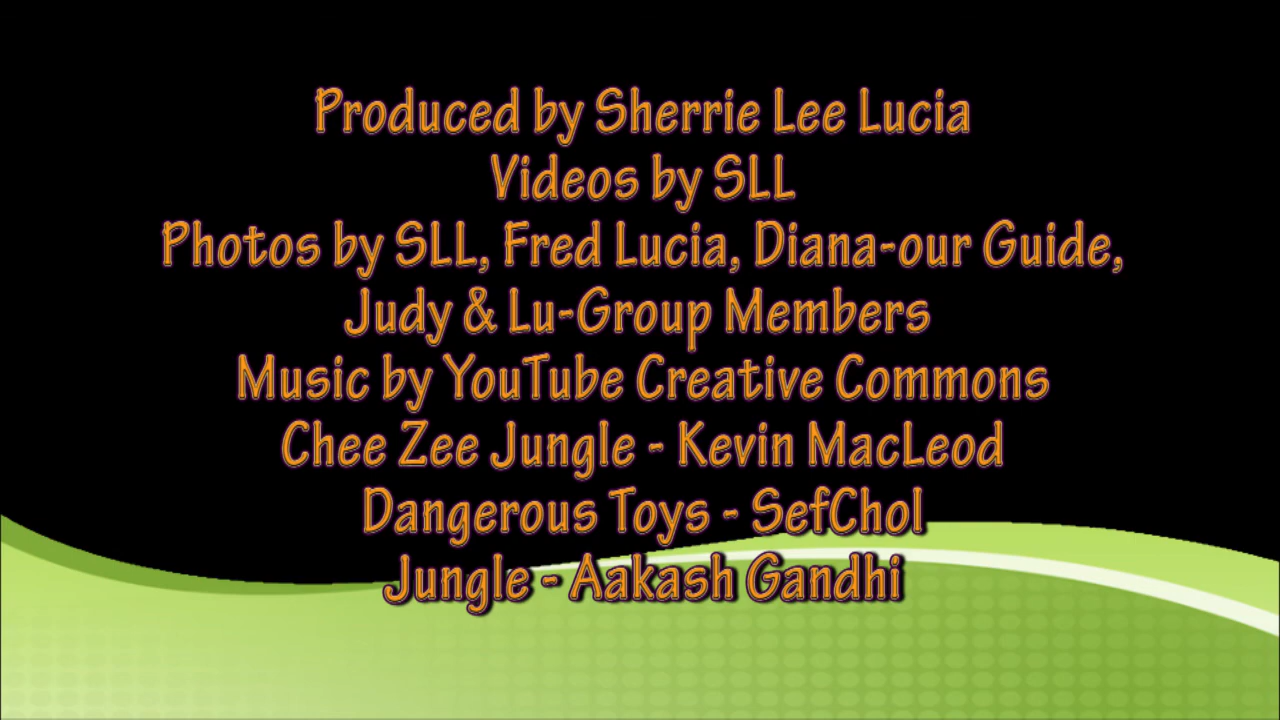 Produced by Sherrie Lee Lucia
Videos by SLL
Photos by SLL, Fred Lucia, Diana-our Guide,
Judy & Lu-Group Members
Music by YouTube Creative Commons
Chee Zee Jungle - Kevin MacLeod
Dangerous Toys - SefChol
Jungle - Aakash Gandhi